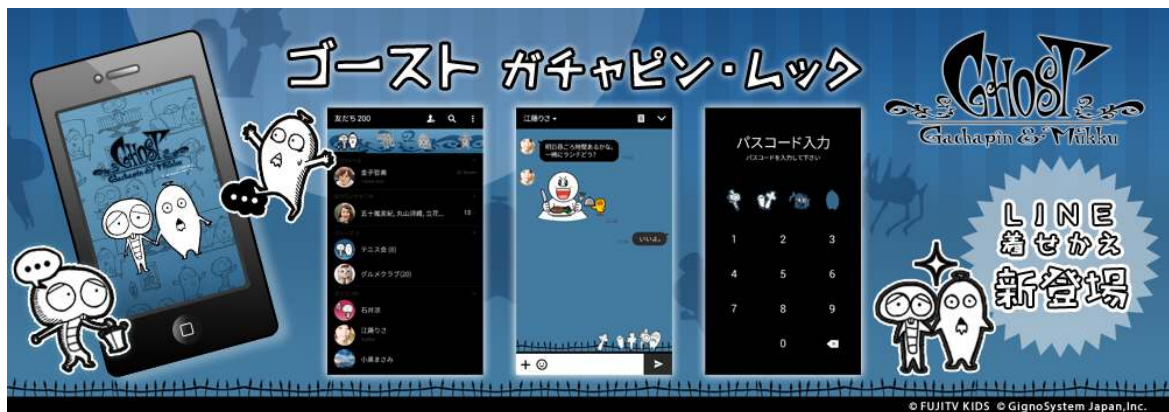 ゴースト ガチャピン・ムック
GHOST
Gachapin & Mukku
GHOST
Gachapin & Mukku
友だち 200
金子哲美
五十嵐亜紀, 丸山詩織, 立花...
13
テニス会 (8)
グルメクラブ(20)
石井涼
江藤りさ
小黒まさみ
江藤りさ
明日昼ごろ時間あるかな。
一緒にランチどう?
いいよ。
パスコード入力
パスコードを入力して下さい
1 2 3
4 5 6
7 8 9
0
LINE
着せかえ
新登場
© FUJITV KIDS © GignoSystem Japan,Inc.